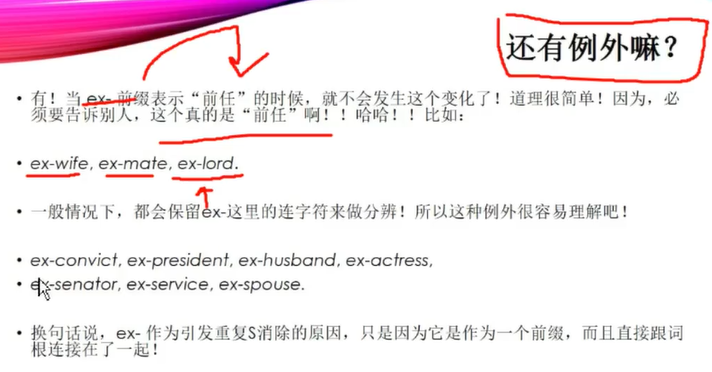 还有例外嘛？
• 有！当 ex- 前缀表示“前任”的时候，就不会发生这个变化了！道理很简单！因为，必
须要告诉别人，这个真的是“前任”啊！！哈哈！！比如：
• ex-wife, ex-mate, ex-lord.
• 一般情况下，都会保留ex-这里的连字符来做分辨！所以这种例外很容易理解吧！
• ex-convict, ex-president, ex-husband, ex-actress,
• ex-senator, ex-service, ex-spouse.
• 换句话说，ex- 作为引发重复S消除的原因，只是因为它是作为一个前缀，而且直接跟词
根连接在了一起！